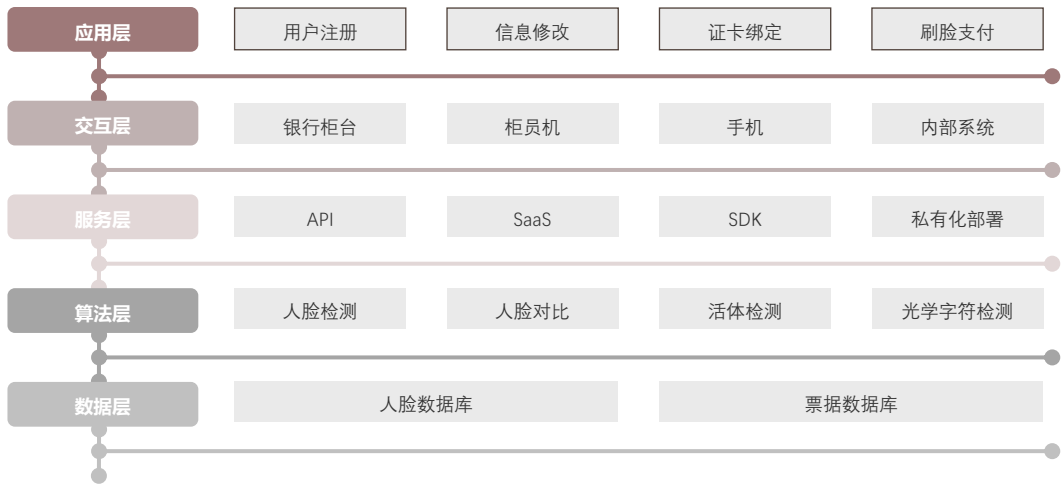 应用层 用户注册 信息修改 证卡绑定 刷脸支付
交互层 银行柜台 柜员机 手机 内部系统
服务层 API SaaS SDK 私有化部署
算法层 人脸检测 人脸对比 活体检测 光学字符检测
数据层 人脸数据库 票据数据库